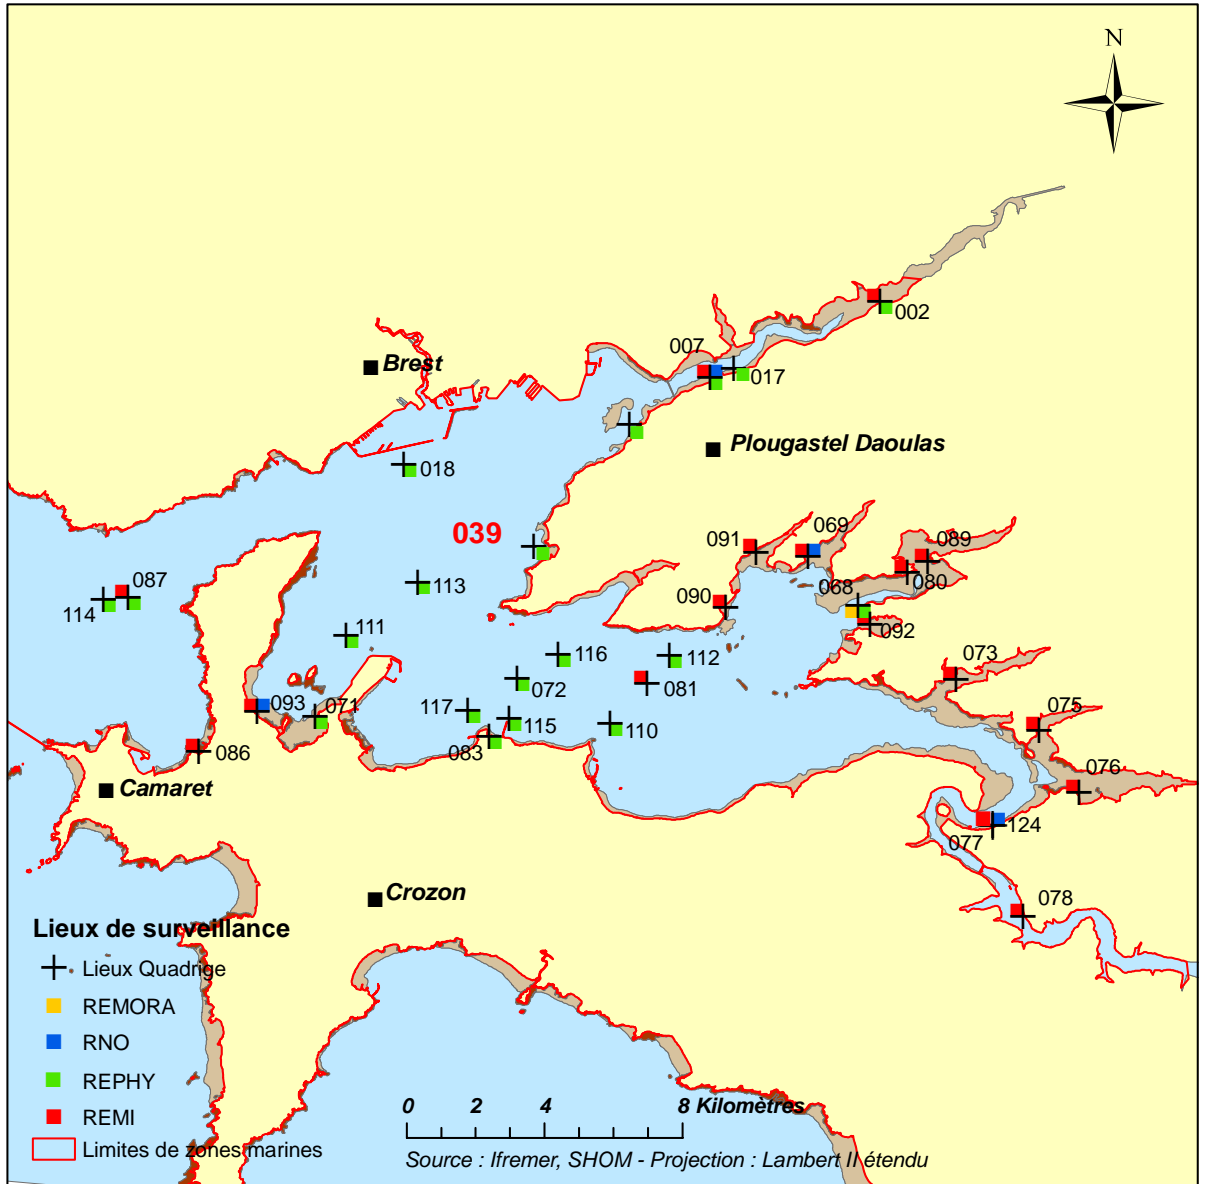 N
002
007
017
Brest
Plougastel Daoulas
018
039
091
069
089
087
114
113
068
080
090
092
111
116
112
073
072
081
093
071
117
115
110
075
083
086
076
Camaret
124
077
Crozon
078
Lieux de surveillance
Lieux Quadrige
REMORA
RNO
REPHY
REMI
Limites de zones marines
0 2 4 8 Kilomètres
Source : Ifremer, SHOM - Projection : Lambert II étendu